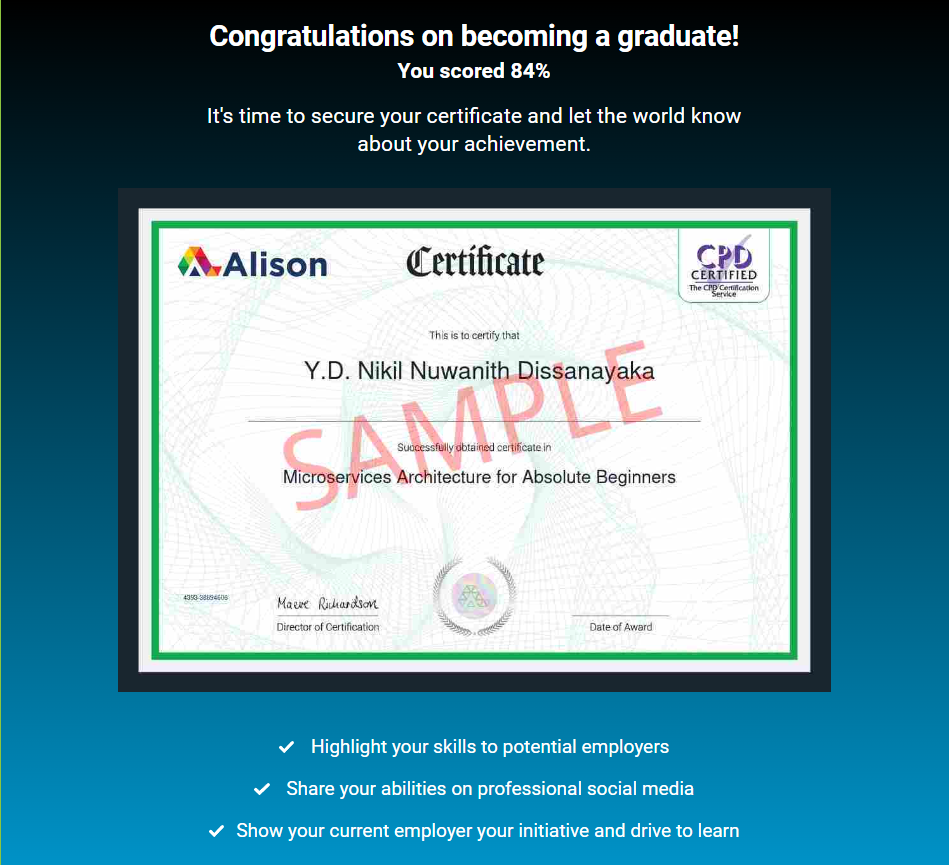 Congratulations on becoming a graduate!
You scored 84%
It's time to secure your certificate and let the world know
about your achievement.
Alison
Certificate
CPD
CERTIFIED
The CPD Certification
Service
This is to certify that
Y.D. Nikil Nuwanith Dissanayaka
SAMPLE
Successfully obtained certificate in
Microservices Architecture for Absolute Beginners
Maeve Richardson
Director of Certification
Date of Award
Highlight your skills to potential employers
Share your abilities on professional social media
Show your current employer your initiative and drive to learn